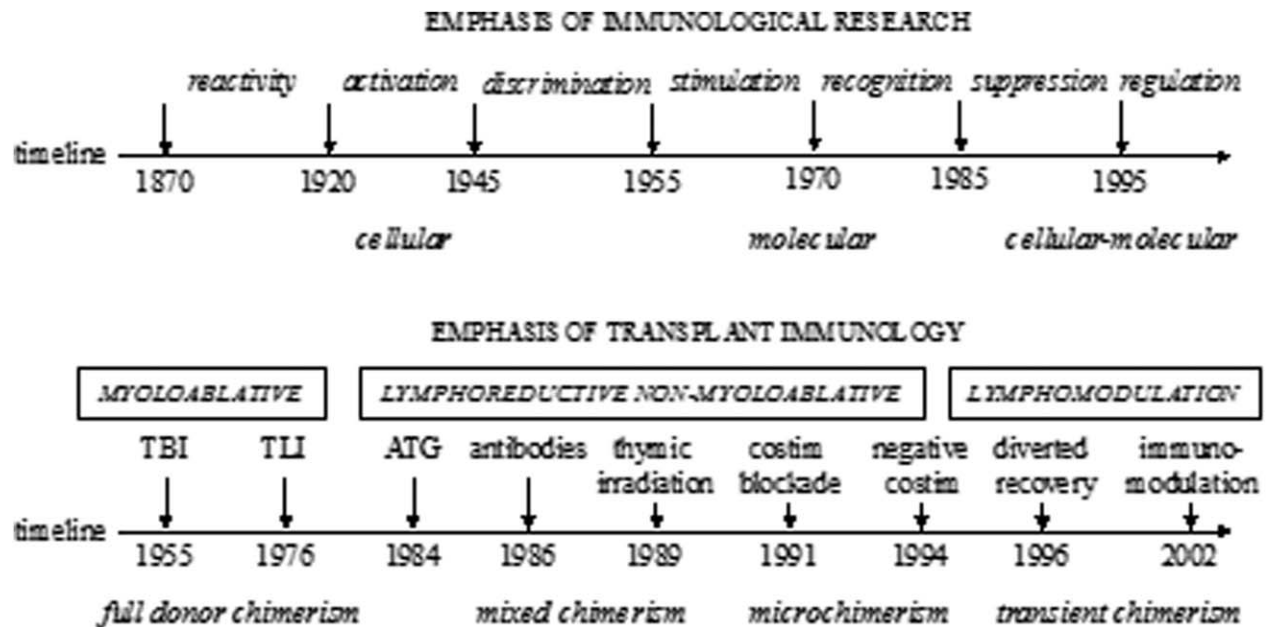 EMPHASIS OF IMMUNOLOGICAL RESEARCH
reactivity activation discrimination stimulation recognition suppression regulation
timeline
1870 1920 1945 1955 1970 1985 1995
cellular molecular cellular-molecular
EMPHASIS OF TRANSPLANT IMMUNOLOGY
MYOLOABLATIVE LYMPHOREDUCTIVE NON-MYOLOABLATIVE LYMPHOMODULATION
TBI TLI ATG antibodies thymic costim negative diverted immuno-
irradiation blockade costim recovery modulation
timeline
1955 1976 1984 1986 1989 1991 1994 1996 2002
full donor chimerism mixed chimerism microchimerism transient chimerism